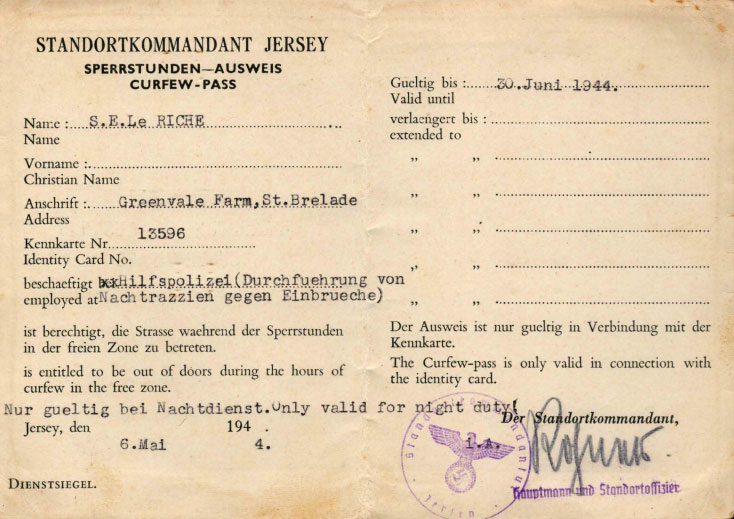 STANDORTKOMMANDANT JERSEY
SPERRSTUNDEN—AUSWEIS
CURFEW-PASS
Name : S.E.Le RICHE
Name
Vorname :
Christian Name
Anschrift : Greenvale Farm,St.Brelade
Address
Kennkarte Nr. 13596
Identity Card No.
beschaeftigt bxxHilfspolizei(Durchfuehrung von
employed at Nachtrazzien gegen Einbrueche)
ist berechtigt, die Strasse waehrend der Sperrstunden
in der freien Zone zu betreten.
is entitled to be out of doors during the hours of
curfew in the free zone.
Nur gueltig bei Nachtdienst.Only valid for night duty!
Jersey, den 194 .
6.Mai 4.
DIENSTSIEGEL.
Gueltig bis : 30.Juni 1944.
Valid until
verlaengert bis :
extended to
„ „
„ „
„ „
„ „
„ „
Der Ausweis ist nur gueltig in Verbindung mit der
Kennkarte.
The Curfew-pass is only valid in connection with
the identity card.
Der Standortkommandant,
i.A.
Hauptmann und Standortoffizier
Standortkommandantur
Jersey